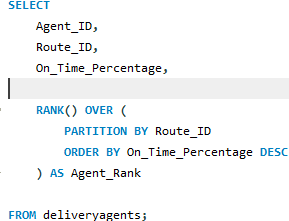 SELECT
Agent_ID,
Route_ID,
On_Time_Percentage,
RANK() OVER (
PARTITION BY Route_ID
ORDER BY On_Time_Percentage DESC
) AS Agent_Rank
FROM deliveryagents;